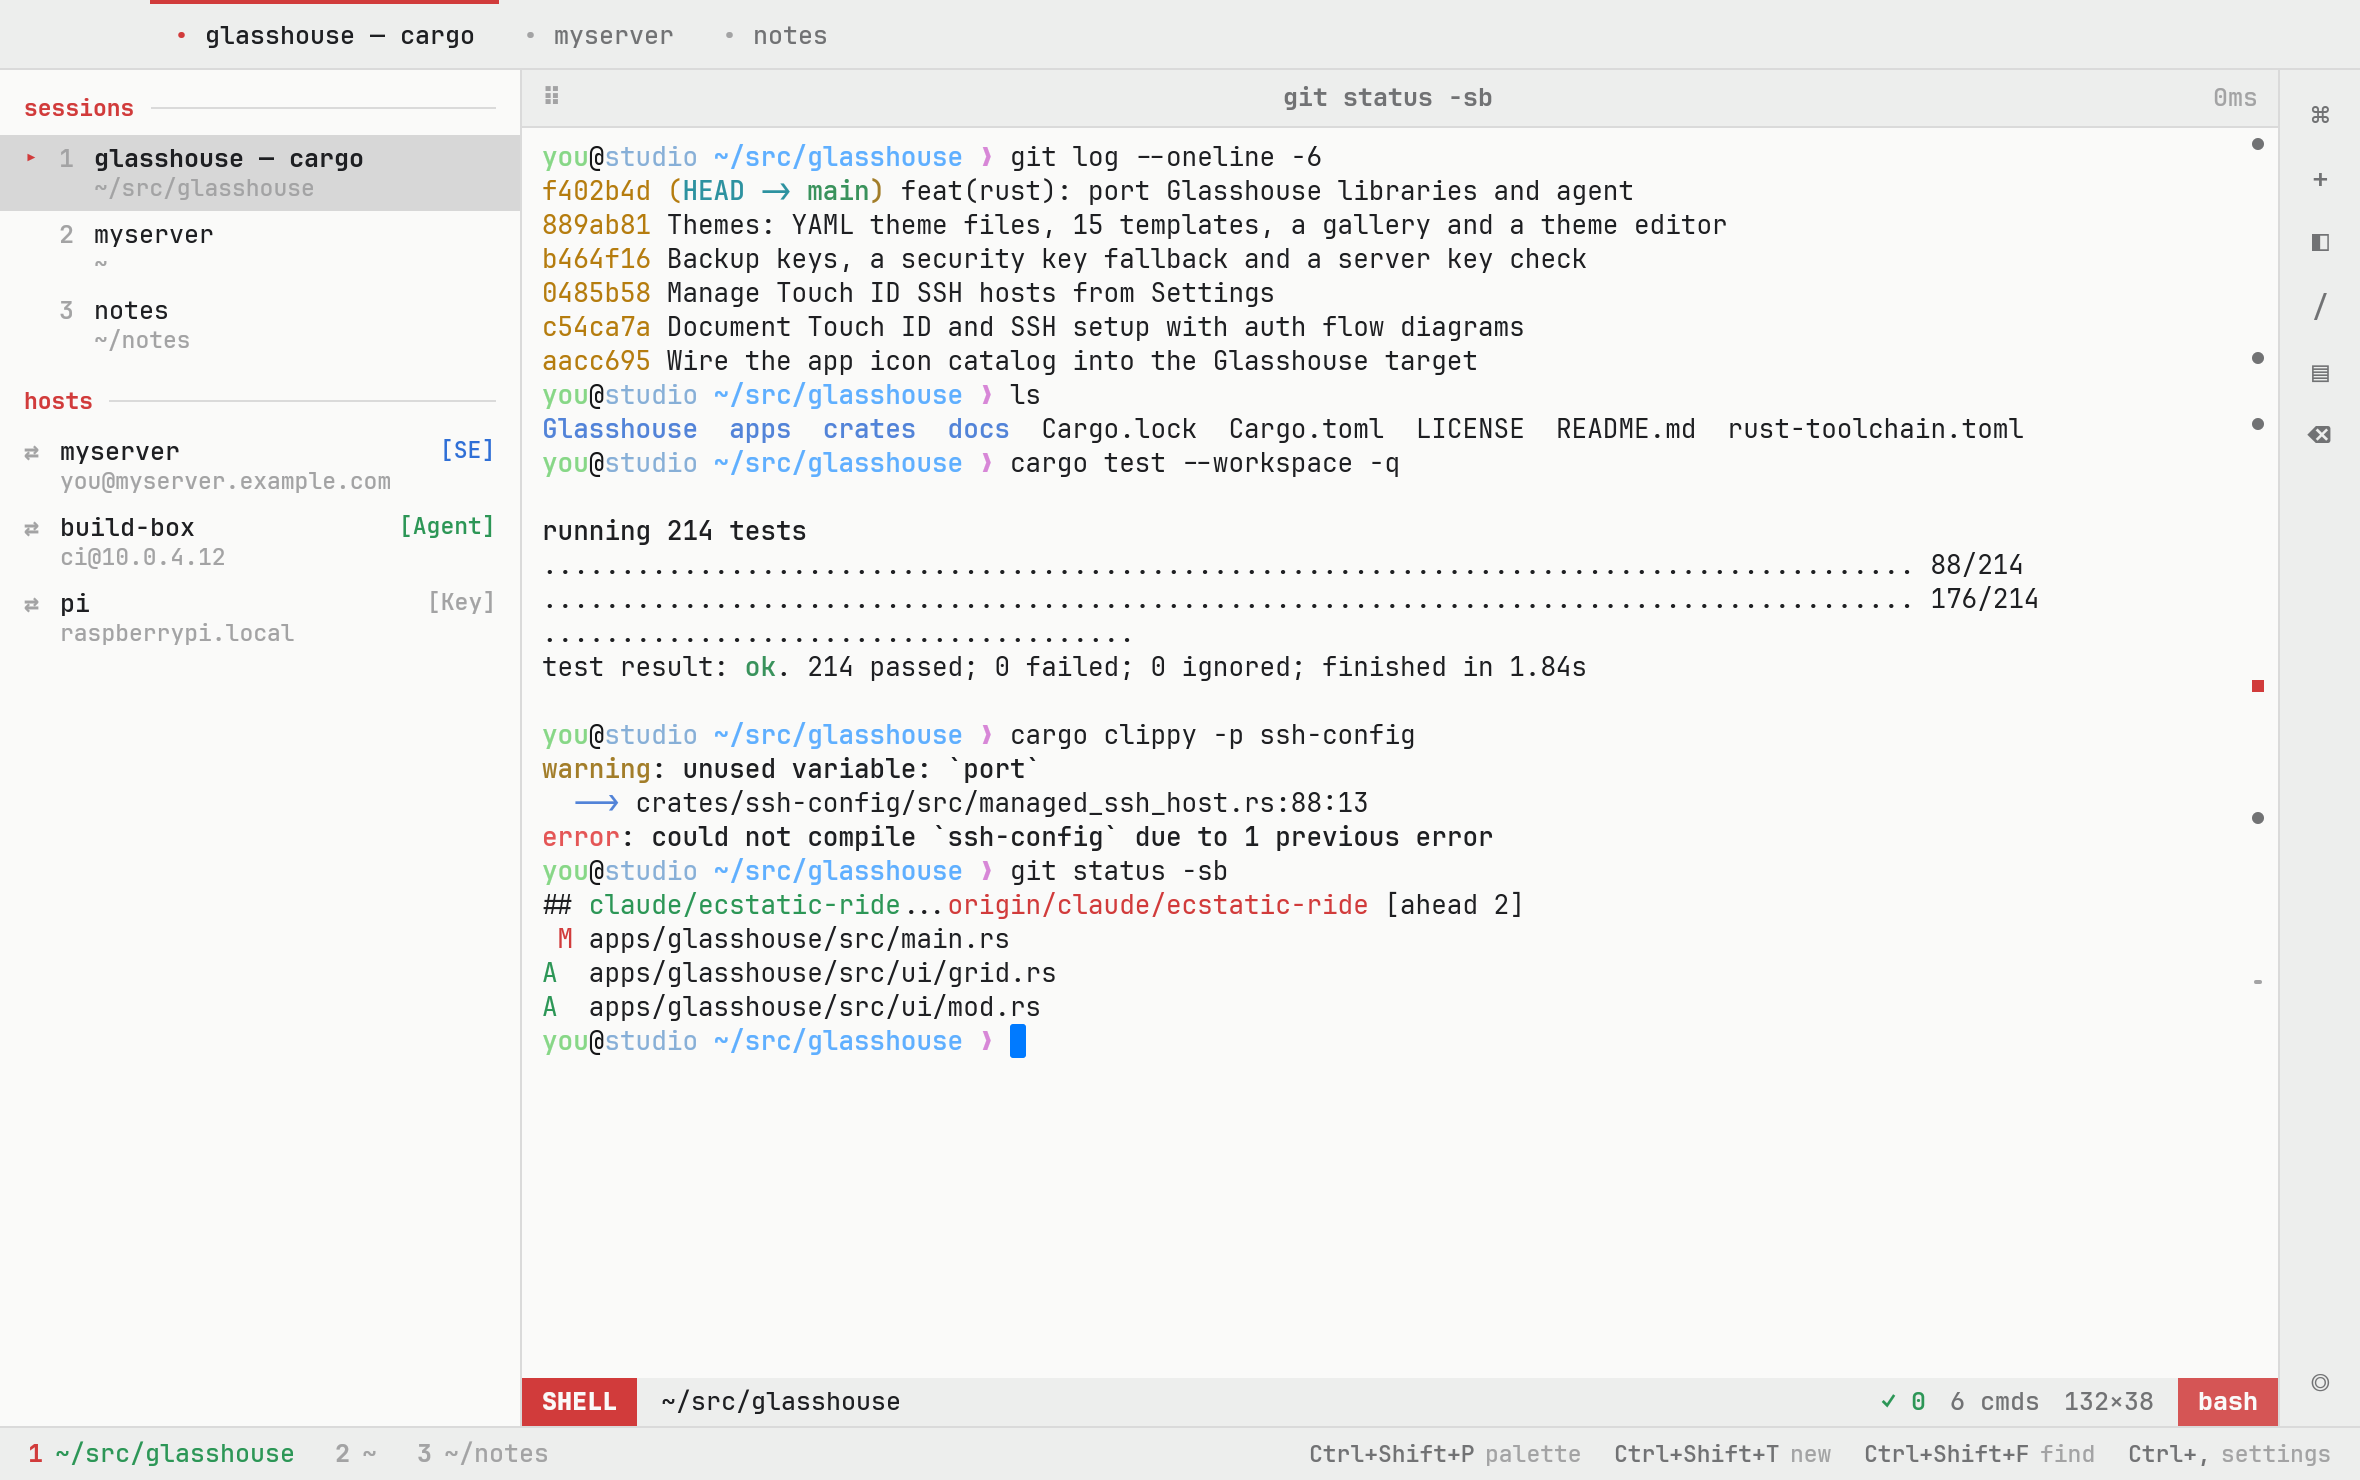 • glasshouse — cargo • myserver • notes
sessions
▸ 1 glasshouse — cargo
~/src/glasshouse
2 myserver
~
3 notes
~/notes
hosts
⇄ myserver [SE]
you@myserver.example.com
⇄ build-box [Agent]
ci@10.0.4.12
⇄ pi [Key]
raspberrypi.local
git status -sb 0ms
you@studio ~/src/glasshouse ❯ git log --oneline -6
f402b4d (HEAD -> main) feat(rust): port Glasshouse libraries and agent
889ab81 Themes: YAML theme files, 15 templates, a gallery and a theme editor
b464f16 Backup keys, a security key fallback and a server key check
0485b58 Manage Touch ID SSH hosts from Settings
c54ca7a Document Touch ID and SSH setup with auth flow diagrams
aacc695 Wire the app icon catalog into the Glasshouse target
you@studio ~/src/glasshouse ❯ ls
Glasshouse apps crates docs Cargo.lock Cargo.toml LICENSE README.md rust-toolchain.toml
you@studio ~/src/glasshouse ❯ cargo test --workspace -q
running 214 tests
........................................................................................ 88/214
........................................................................................ 176/214
......................................
test result: ok. 214 passed; 0 failed; 0 ignored; finished in 1.84s
you@studio ~/src/glasshouse ❯ cargo clippy -p ssh-config
warning: unused variable: `port`
--> crates/ssh-config/src/managed_ssh_host.rs:88:13
error: could not compile `ssh-config` due to 1 previous error
you@studio ~/src/glasshouse ❯ git status -sb
## claude/ecstatic-ride...origin/claude/ecstatic-ride [ahead 2]
M apps/glasshouse/src/main.rs
A apps/glasshouse/src/ui/grid.rs
A apps/glasshouse/src/ui/mod.rs
you@studio ~/src/glasshouse ❯
SHELL ~/src/glasshouse ✓ 0 6 cmds 132×38 bash
1 ~/src/glasshouse 2 ~ 3 ~/notes Ctrl+Shift+P palette Ctrl+Shift+T new Ctrl+Shift+F find Ctrl+, settings